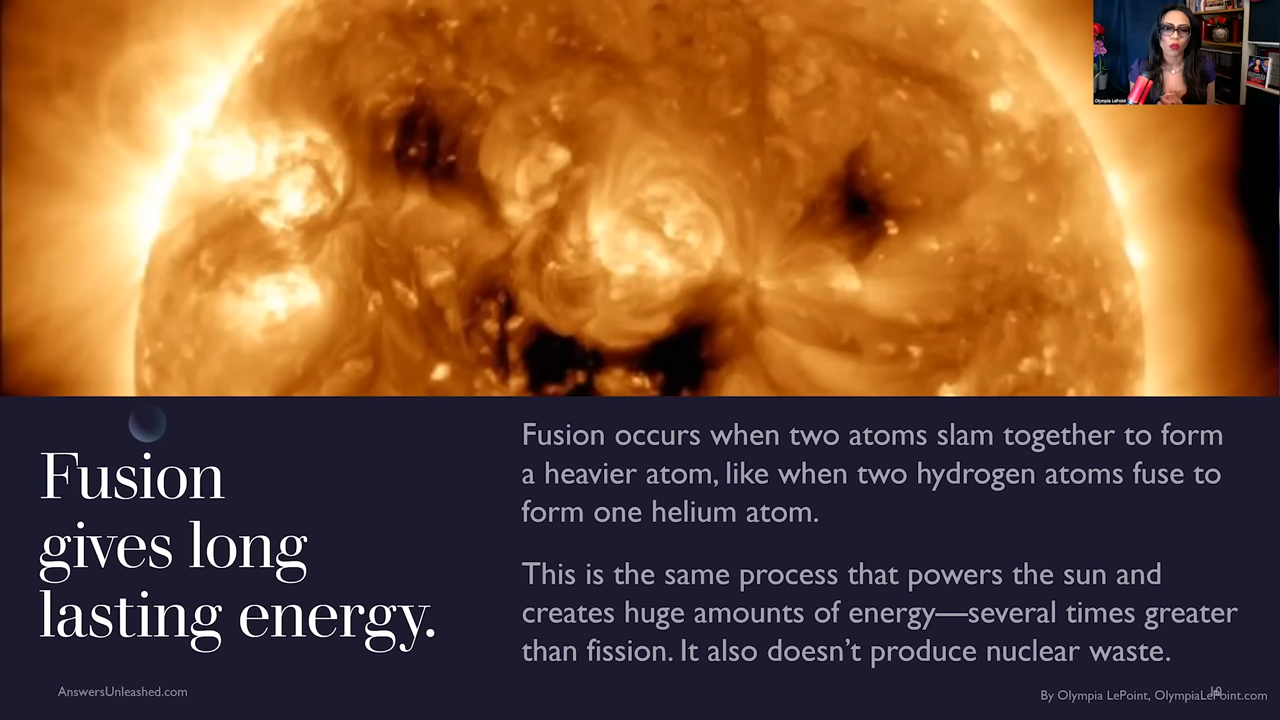 Olympia LePoint
Fusion
gives long
lasting energy.
Fusion occurs when two atoms slam together to form
a heavier atom, like when two hydrogen atoms fuse to
form one helium atom.
This is the same process that powers the sun and
creates huge amounts of energy—several times greater
than fission. It also doesn’t produce nuclear waste.
AnswersUnleashed.com
By Olympia LePoint, OlympiaLePoint.com